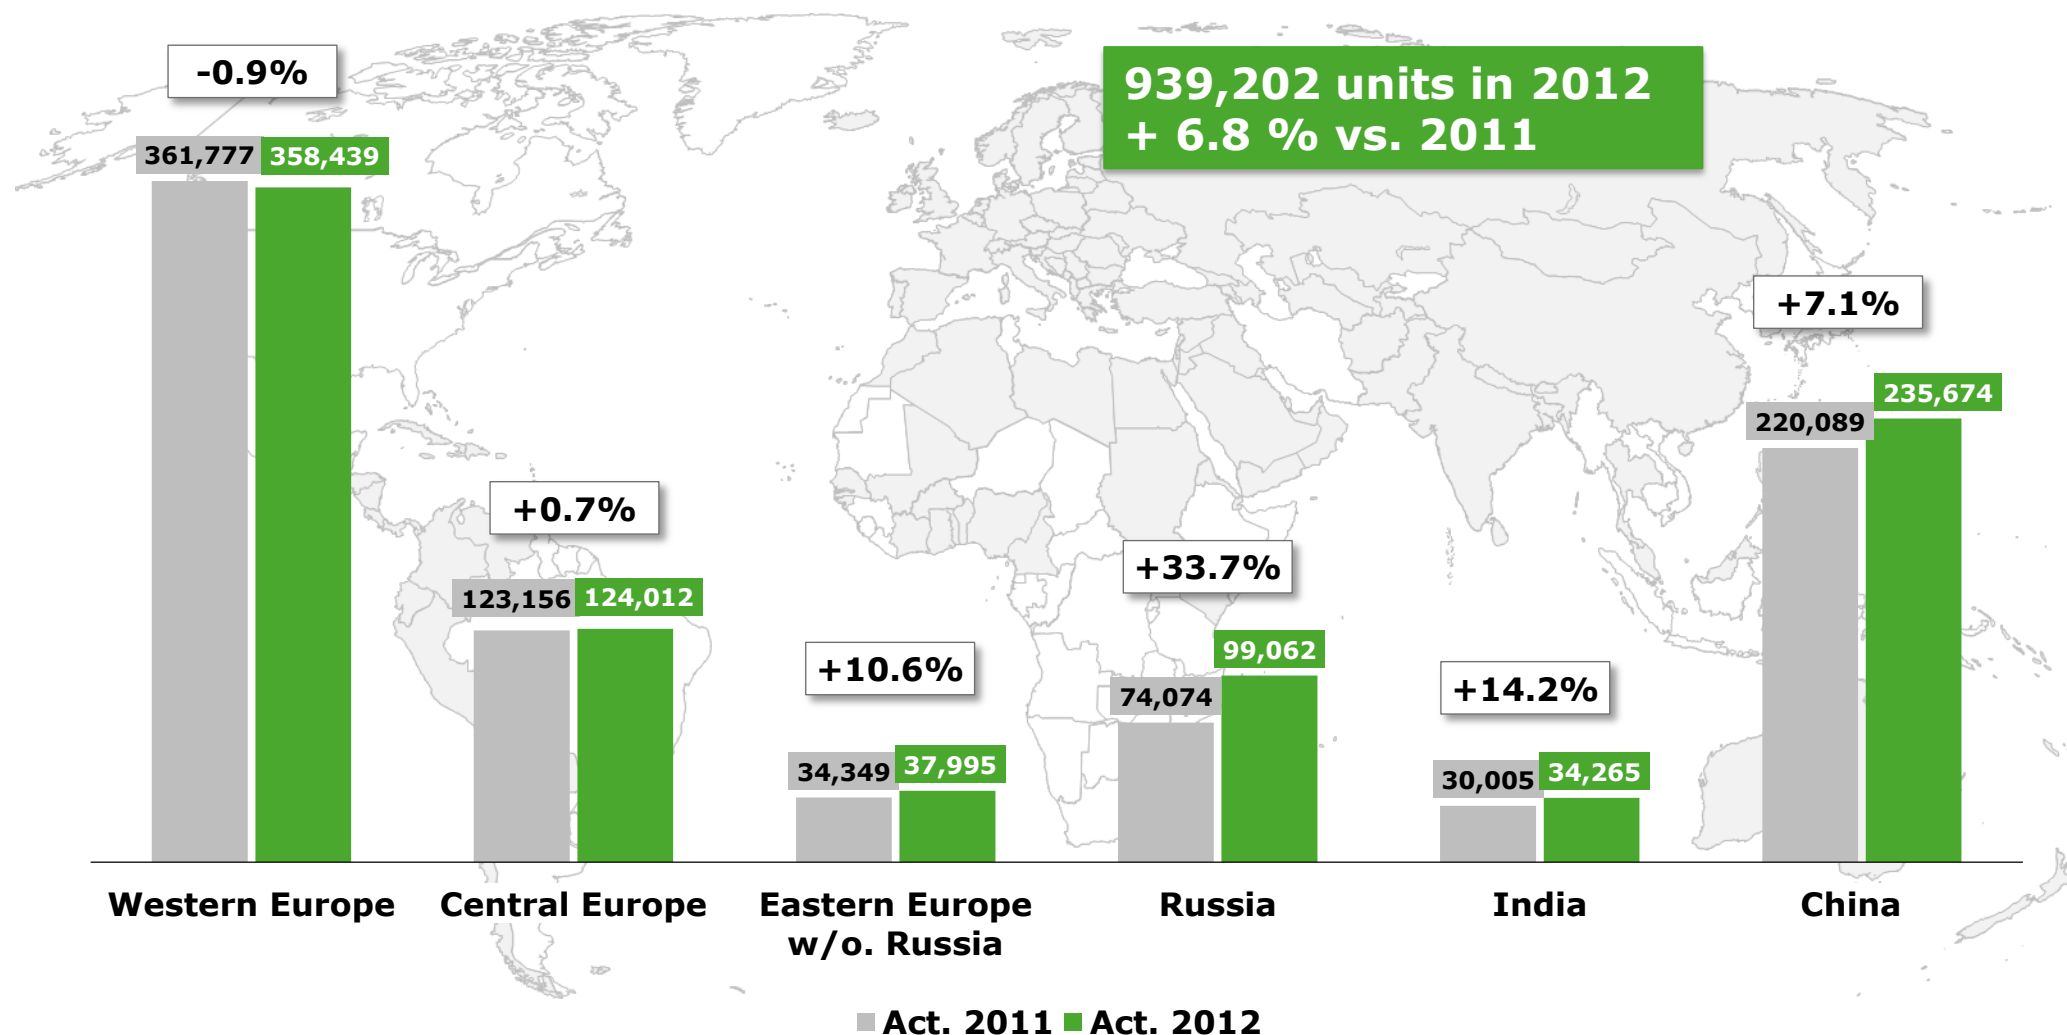 -0.9%
939,202 units in 2012
+ 6.8 % vs. 2011
361,777 358,439
+7.1%
235,674
220,089
+0.7%
+33.7%
123,156 124,012
99,062
+10.6%
+14.2%
74,074
34,349 37,995
30,005 34,265
Western Europe
Central Europe
Eastern Europe
w/o. Russia
Russia
India
China
Act. 2011 Act. 2012